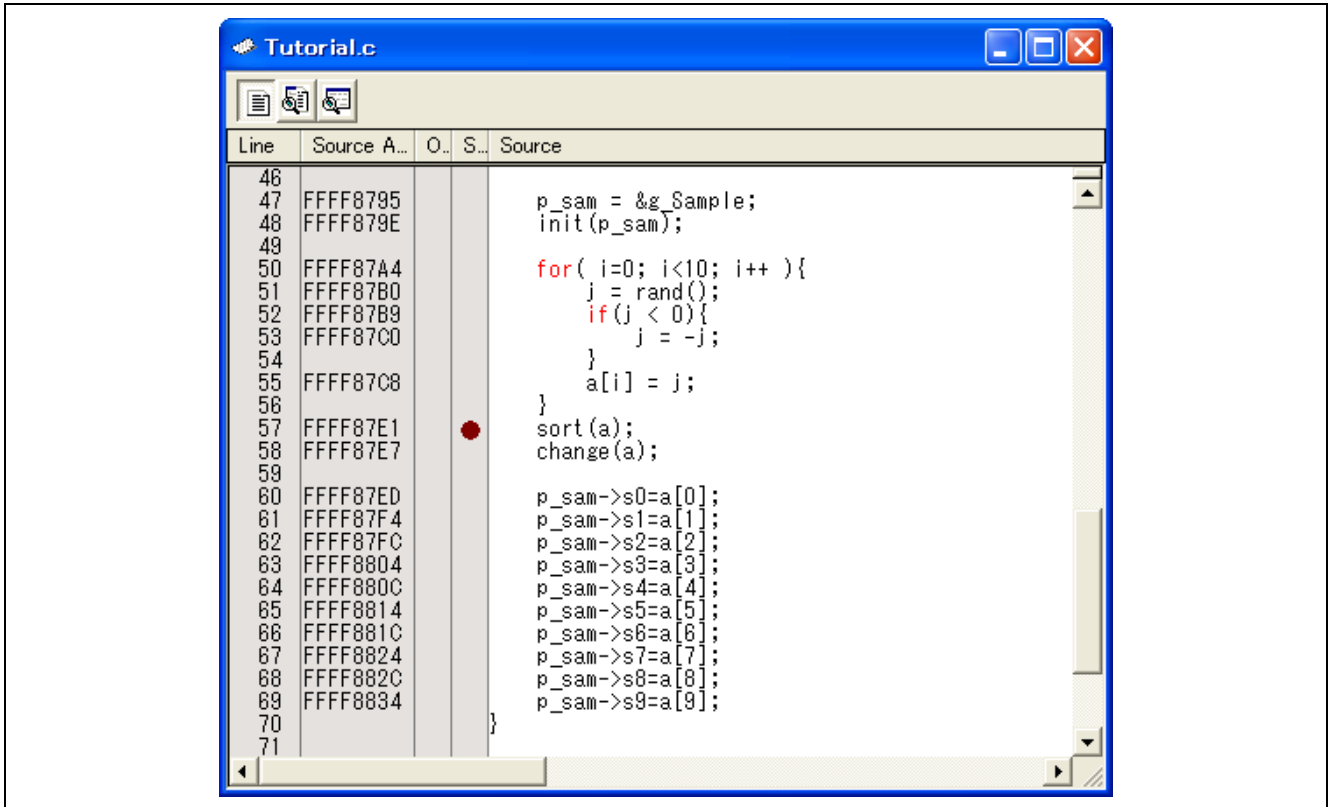 Tutorial.c
Line Source A... O.. S... Source
46
47 FFFF8795 p_sam = &g_Sample;
48 FFFF879E init(p_sam);
49
50 FFFF87A4 for( i=0; i<10; i++ ){
51 FFFF87B0 j = rand();
52 FFFF87B9 if(j < 0){
53 FFFF87C0 j = -j;
54 }
55 FFFF87C8 a[i] = j;
56 }
57 FFFF87E1 sort(a);
58 FFFF87E7 change(a);
59
60 FFFF87ED p_sam->s0=a[0];
61 FFFF87F4 p_sam->s1=a[1];
62 FFFF87FC p_sam->s2=a[2];
63 FFFF8804 p_sam->s3=a[3];
64 FFFF880C p_sam->s4=a[4];
65 FFFF8814 p_sam->s5=a[5];
66 FFFF881C p_sam->s6=a[6];
67 FFFF8824 p_sam->s7=a[7];
68 FFFF882C p_sam->s8=a[8];
69 FFFF8834 p_sam->s9=a[9];
70 }
71